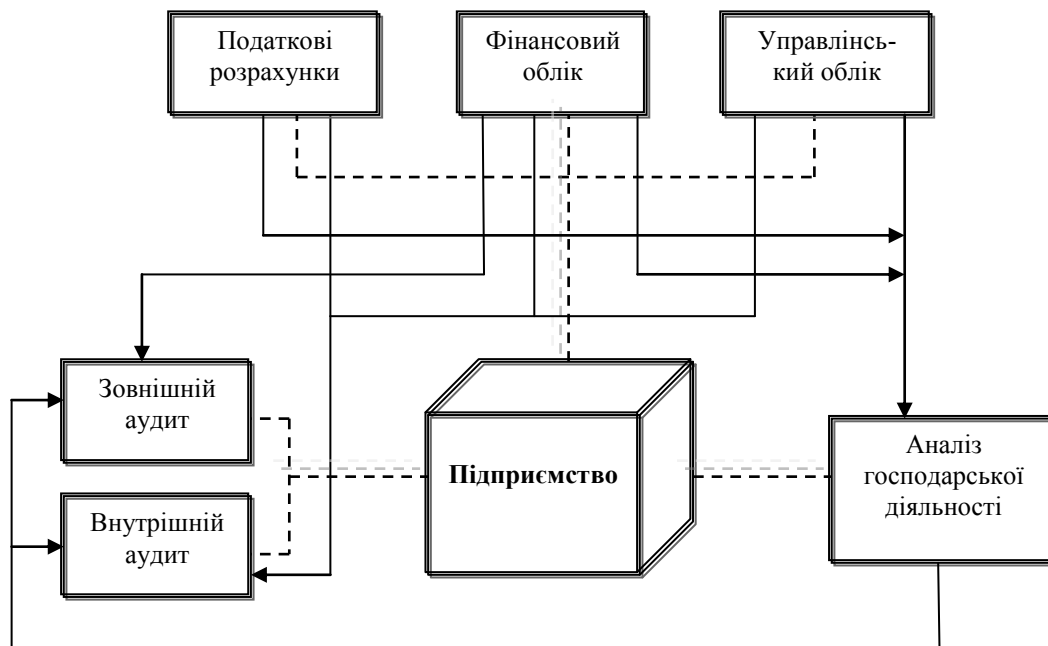 Податкові
розрахунки
Фінансовий
облік
Управлінсь-
кий облік
Зовнішній
аудит
Підприємство
Аналіз
господарської
діяльності
Внутрішній
аудит